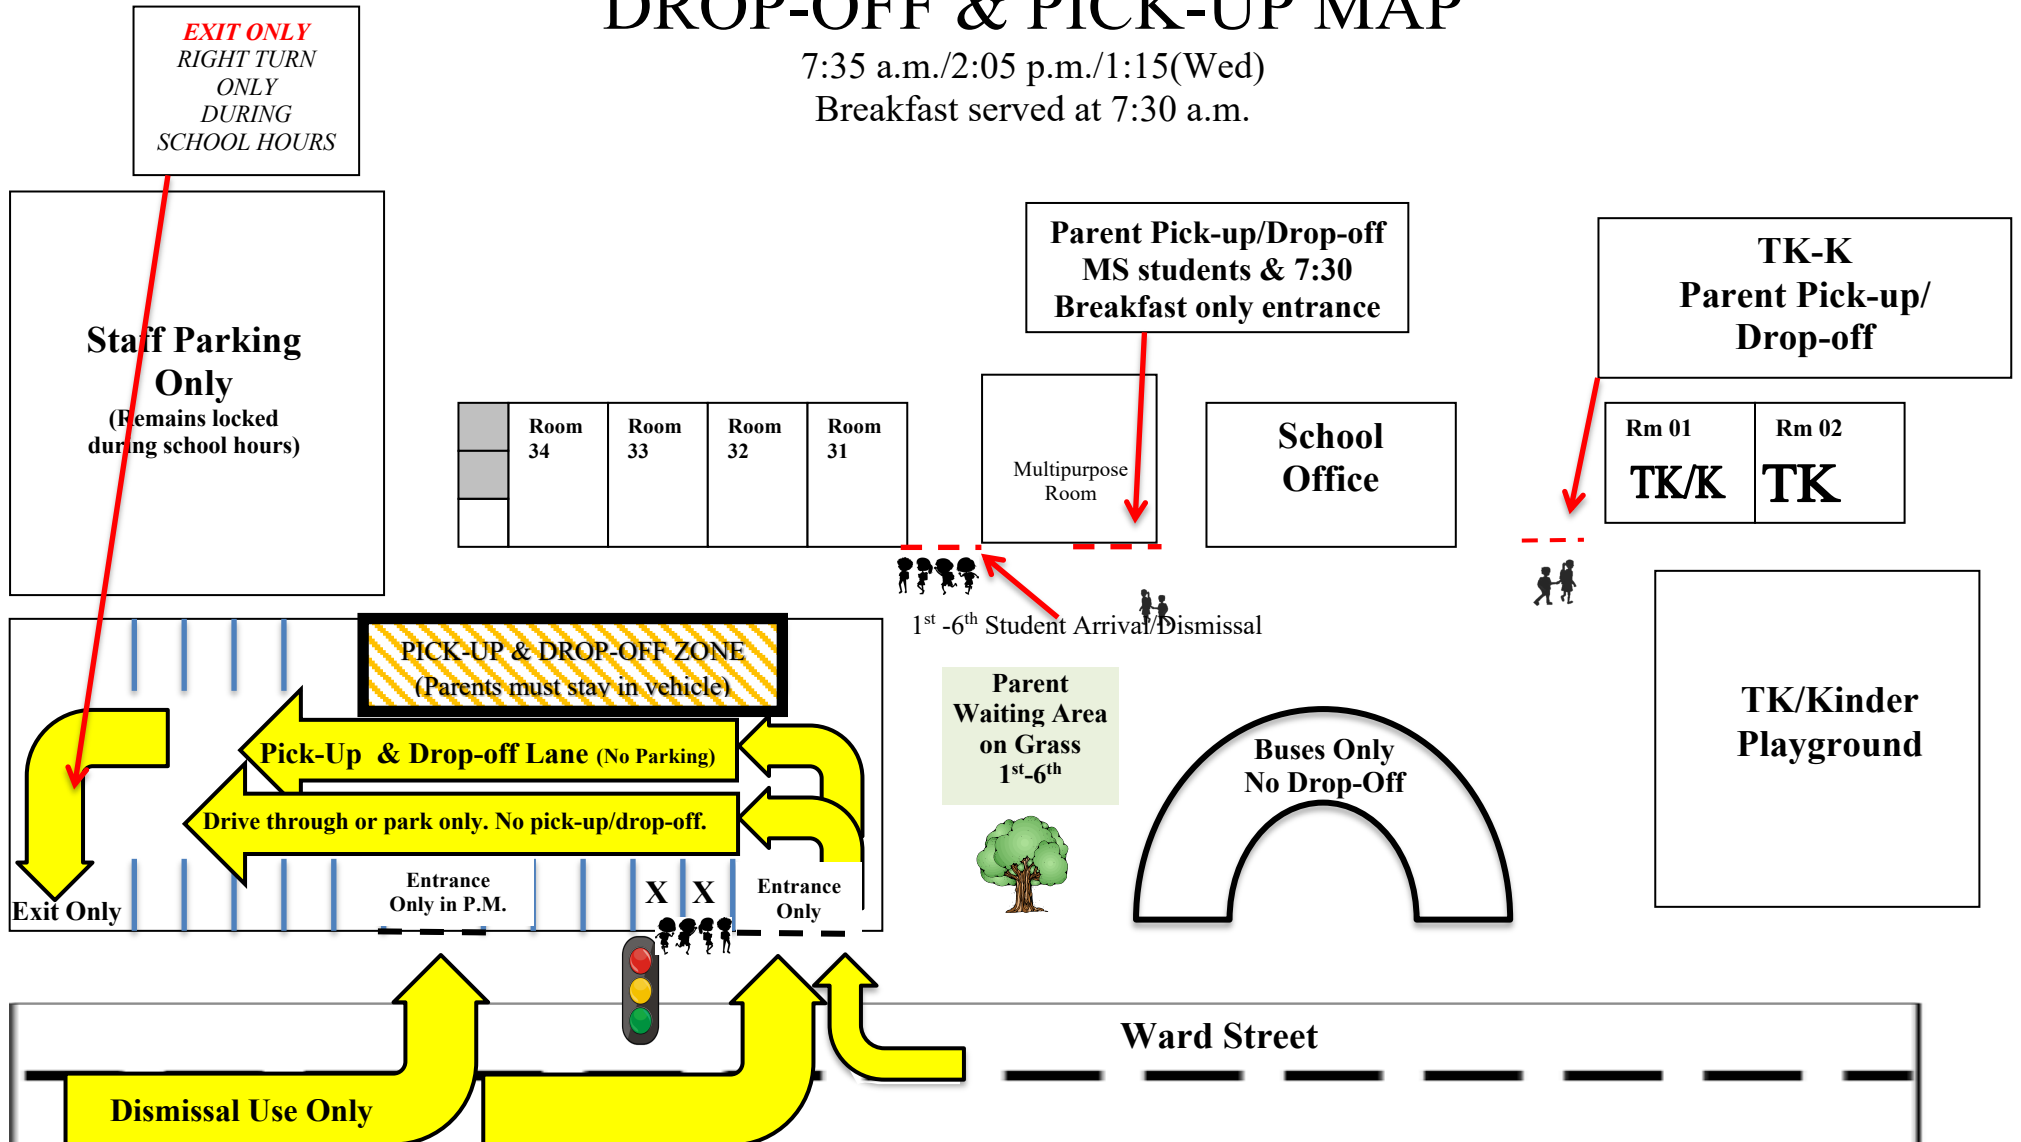 DROP-OFF & PICK-UP MAP
7:35 a.m./2:05 p.m./1:15(Wed)
Breakfast served at 7:30 a.m.
EXIT ONLY
RIGHT TURN
ONLY
DURING
SCHOOL HOURS
Staff Parking
Only
(Remains locked
during school hours)
Parent Pick-up/Drop-off
MS students & 7:30
Breakfast only entrance
TK-K
Parent Pick-up/
Drop-off
Room
34
Room
33
Room
32
Room
31
Multipurpose
Room
School
Office
Rm 01
TK/K
Rm 02
TK
1st -6th Student Arrival/Dismissal
PICK-UP & DROP-OFF ZONE
(Parents must stay in vehicle)
Pick-Up & Drop-off Lane (No Parking)
Drive through or park only. No pick-up/drop-off.
Parent
Waiting Area
on Grass
1st-6th
Buses Only
No Drop-Off
TK/Kinder
Playground
Exit Only
Entrance
Only in P.M.
X X
Entrance
Only
Ward Street
Dismissal Use Only